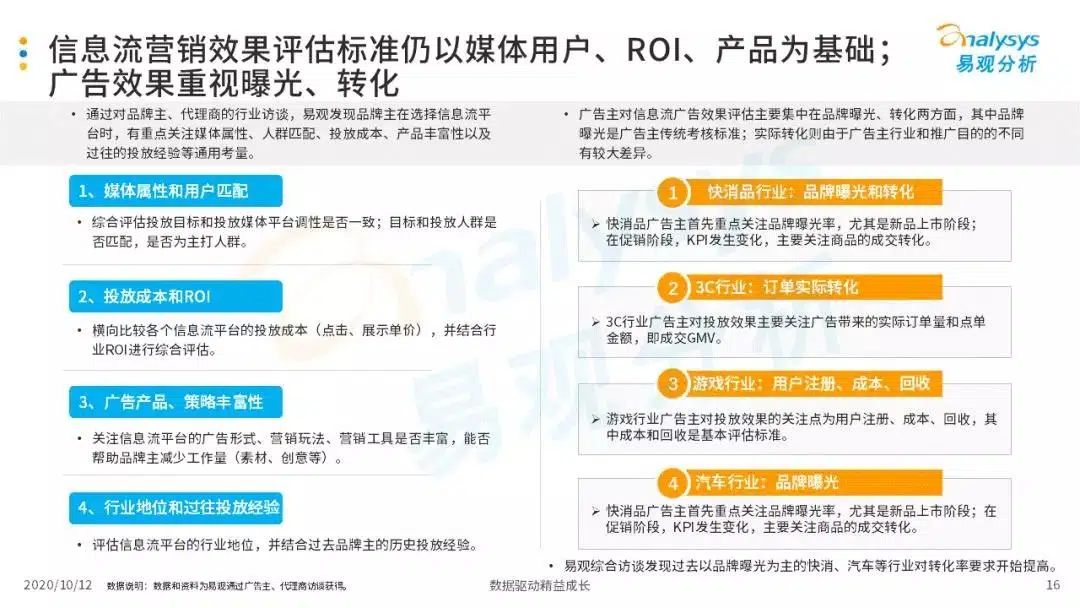 信息流营销效果评估标准仍以媒体用户、ROI、产品为基础；
广告效果重视曝光、转化
analysys
易观分析
• 通过对品牌主、代理商的行业访谈，易观发现品牌主在选择信息流平
台时，有重点关注媒体属性、人群匹配、投放成本、产品丰富性以及
过往的投放经验等通用考量。
1、媒体属性和用户匹配
• 综合评估投放目标和投放媒体平台调性是否一致；目标和投放人群是
否匹配，是否为主打人群。
2、投放成本和ROI
• 横向比较各个信息流平台的投放成本（点击、展示单价），并结合行
业ROI进行综合评估。
3、广告产品、策略丰富性
• 关注信息流平台的广告形式、营销玩法、营销工具是否丰富，能否
帮助品牌主减少工作量（素材、创意等）。
4、行业地位和过往投放经验
• 评估信息流平台的行业地位，并结合过去品牌主的历史投放经验。
• 广告主对信息流广告效果评估主要集中在品牌曝光、转化两方面，其中品牌
曝光是广告主传统考核标准；实际转化则由于广告主行业和推广目的的不同
有较大差异。
1 快消品行业：品牌曝光和转化
➢ 快消品广告主首先重点关注品牌曝光率，尤其是新品上市阶段；
在促销阶段，KPI发生变化，主要关注商品的成交转化。
2 3C行业：订单实际转化
➢ 3C行业广告主对投放效果主要关注广告带来的实际订单量和点单
金额，即成交GMV。
3 游戏行业：用户注册、成本、回收
➢ 游戏行业广告主对投放效果的关注点为用户注册、成本、回收，其
中成本和回收是基本评估标准。
4 汽车行业：品牌曝光
➢ 快消品广告主首先重点关注品牌曝光率，尤其是新品上市阶段；在
促销阶段，KPI发生变化，主要关注商品的成交转化。
• 易观综合访谈发现过去以品牌曝光为主的快消、汽车等行业对转化率要求开始提高。
2020/10/12
数据说明：数据和资料为易观通过广告主、代理商访谈获得。
数据驱动精益成长
16
analysys
易观分析